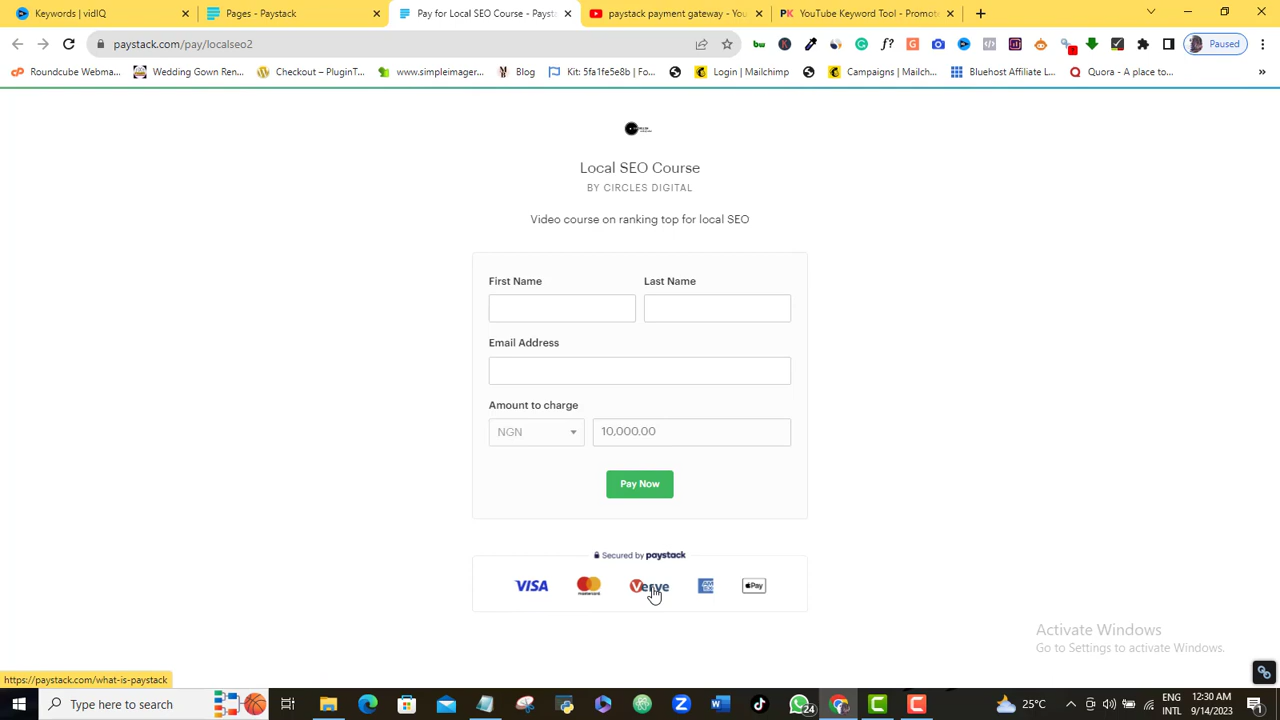 Keywords | vidIQ
Pages - Paystack
Pay for Local SEO Course - Payst
paystack payment gateway - You
YouTube Keyword Tool - Promot
paystack.com/pay/localseo2
Paused
Roundcube Webma...
Wedding Gown Ren...
Checkout – PluginT...
www.simpleimager...
Blog
Kit: 5fa1fe5e8b | Fo...
Login | Mailchimp
Campaigns | Mailch...
Bluehost Affiliate L...
Quora - A place to...
Local SEO Course
BY CIRCLES DIGITAL
Video course on ranking top for local SEO
First Name
Last Name
Email Address
Amount to charge
NGN
10,000.00
Pay Now
Secured by paystack
VISA
mastercard
Verve
AM
EX
Pay
Activate Windows
Go to Settings to activate Windows.
https://paystack.com/what-is-paystack
Type here to search
24
25°C
ENG
INTL
12:30 AM
9/14/2023